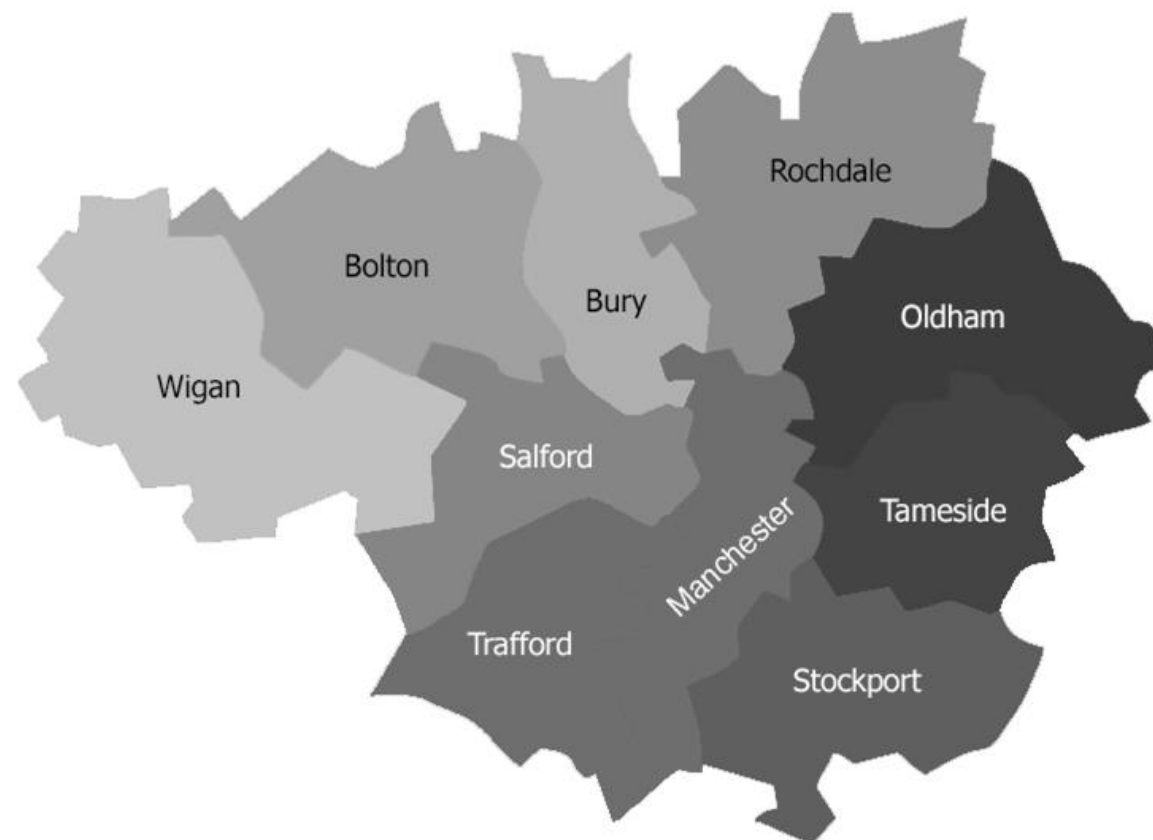 Rochdale
Bolton
Bury
Oldham
Wigan
Salford
Tameside
Manchester
Trafford
Stockport